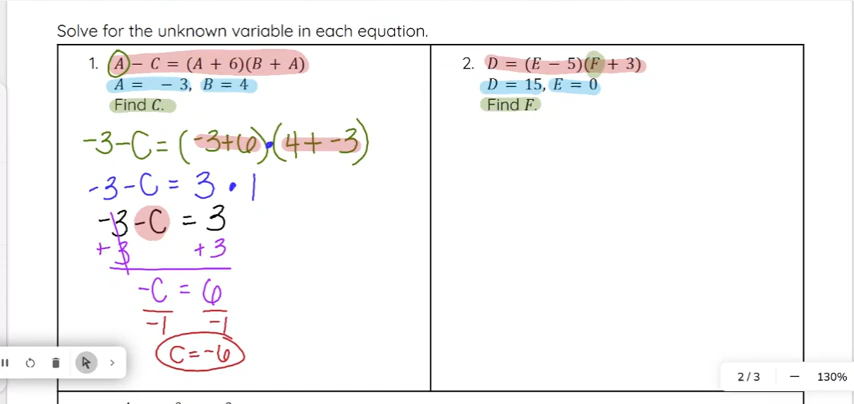 Solve for the unknown variable in each equation.
1. A − C = (A + 6)(B + A)
A = − 3, B = 4
Find C.
-3-C = (-3+6)•(4+-3)
-3-C = 3 • 1
-3-C = 3
+3 +3
-C = 6
-1 -1
C = -6
2. D = (E − 5)(F + 3)
D = 15, E = 0
Find F.
2 / 3 − 130%